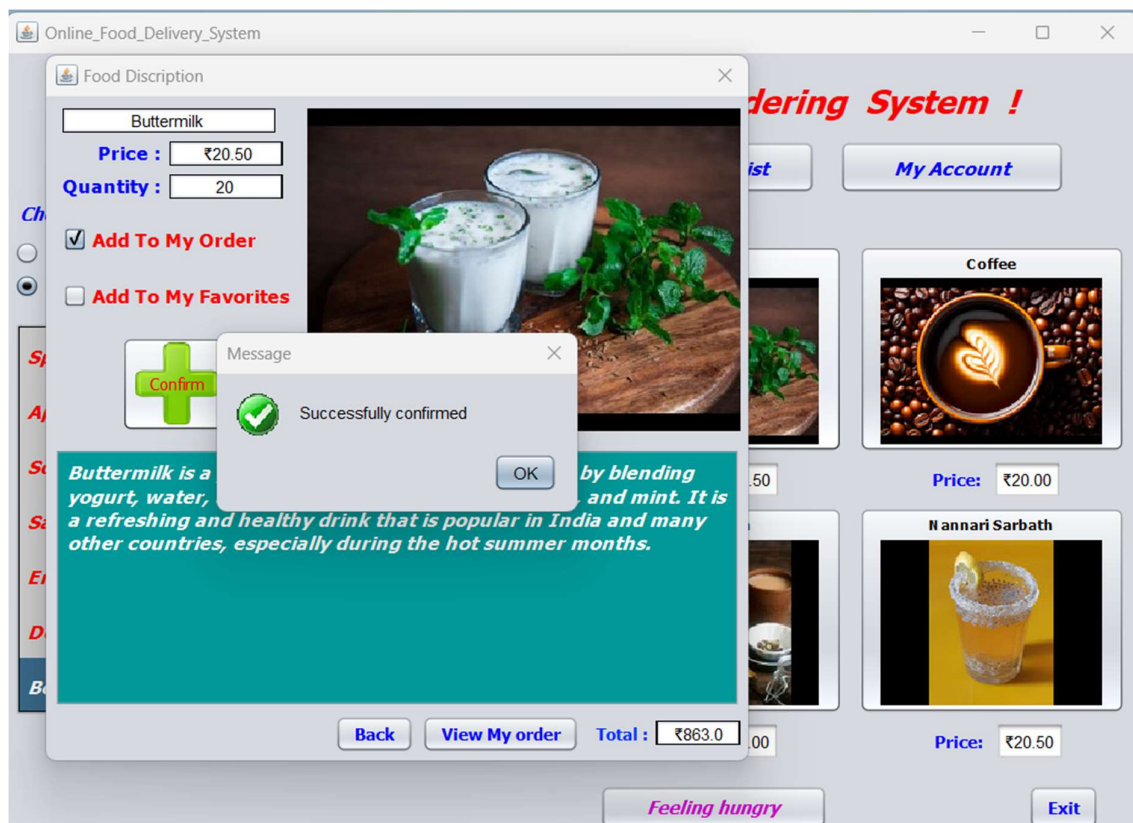 Online_Food_Delivery_System
Food Discription
Buttermilk
Price : ₹20.50
Quantity : 20
Add To My Order
Add To My Favorites
Confirm
Message
Successfully confirmed
OK
Buttermilk is a by blending
yogurt, water, and mint. It is
a refreshing and healthy drink that is popular in India and many
other countries, especially during the hot summer months.
Back
View My order
Total : ₹863.0
System !
My Account
Coffee
.50
Price: ₹20.00
Nannari Sarbath
.00
Price: ₹20.50
Feeling hungry
Exit